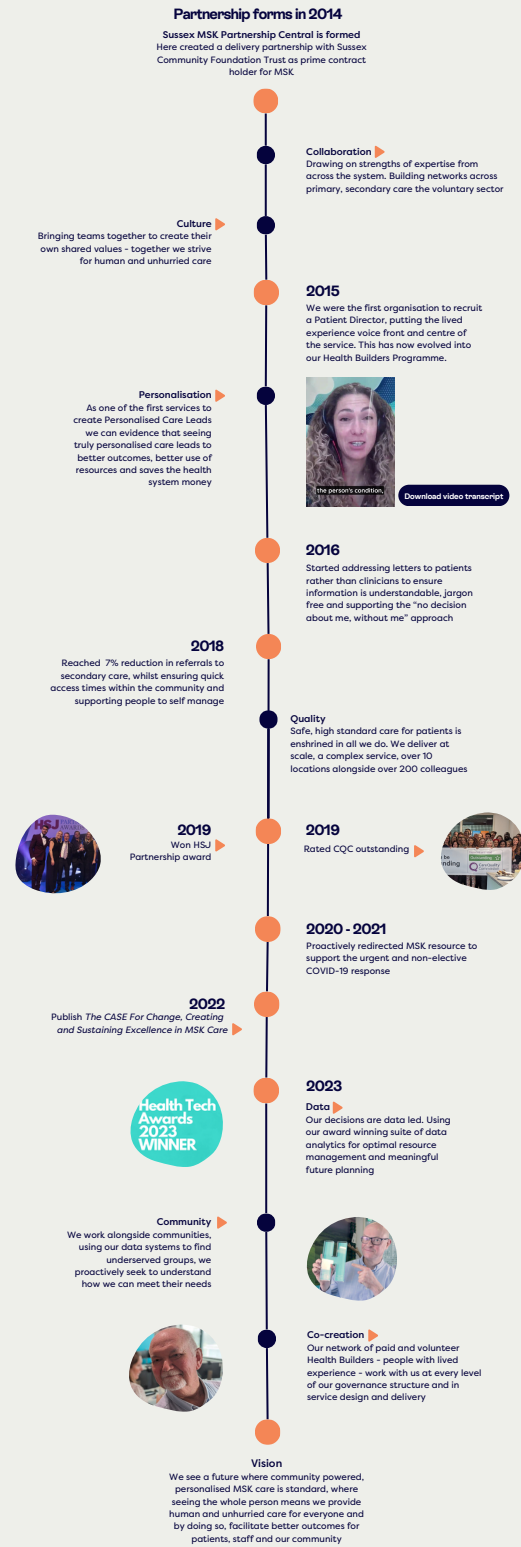 Partnership forms in 2014
Sussex MSK Partnership Central is formed
Here created a delivery partnership with Sussex
Community Foundation Trust as prime contract
holder for MSK
Collaboration
Drawing on strengths of expertise from
across the system. Building networks across
primary, secondary care the voluntary sector
Culture
Bringing teams together to create their
own shared values - together we strive
for human and unhurried care
2015
We were the first organisation to recruit
a Patient Director, putting the lived
experience voice front and centre of
the service. This has now evolved into
our Health Builders Programme.
Personalisation
As one of the first services to
create Personalised Care Leads
we can evidence that seeing
truly personalised care leads to
better outcomes, better use of
resources and saves the health
system money
the person's condition,
Download video transcript
2016
Started addressing letters to patients
rather than clinicians to ensure
information is understandable, jargon
free and supporting the “no decision
about me, without me” approach
2018
Reached 7% reduction in referrals to
secondary care, whilst ensuring quick
access times within the community and
supporting people to self manage
Quality
Safe, high standard care for patients is
enshrined in all we do. We deliver at
scale, a complex service, over 10
locations alongside over 200 colleagues
HSJ
AWARDS
2019
Won HSJ
Partnership award
2019
Rated CQC outstanding
be
nding
Outstanding
CareQuality
2020 - 2021
Proactively redirected MSK resource to
support the urgent and non-elective
COVID-19 response
2022
Publish The CASE For Change, Creating
and Sustaining Excellence in MSK Care
Health Tech
Awards
2023
WINNER
2023
Data
Our decisions are data led. Using
our award winning suite of data
analytics for optimal resource
management and meaningful
future planning
Community
We work alongside communities,
using our data systems to find
underserved groups, we
proactively seek to understand
how we can meet their needs
Co-creation
Our network of paid and volunteer
Health Builders - people with lived
experience - work with us at every level
of our governance structure and in
service design and delivery
Vision
We see a future where community powered,
personalised MSK care is standard, where
seeing the whole person means we provide
human and unhurried care for everyone and
by doing so, facilitate better outcomes for
patients, staff and our community